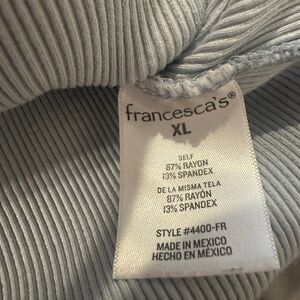 francesca's®
XL
SELF
87% RAYON
13% SPANDEX
DE LA MISMA TELA
87% RAYÓN
13% SPANDEX
STYLE #4400-FR
MADE IN MEXICO
HECHO EN MÉXICO